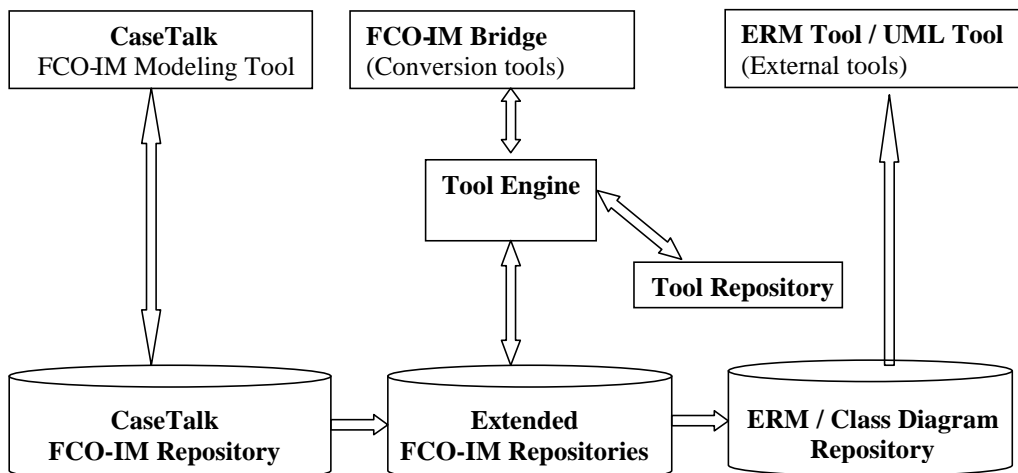 CaseTalk
FCO-IM Modeling Tool
FCO-IM Bridge
(Conversion tools)
ERM Tool / UML Tool
(External tools)
Tool Engine
Tool Repository
CaseTalk
FCO-IM Repository
Extended
FCO-IM Repositories
ERM / Class Diagram
Repository